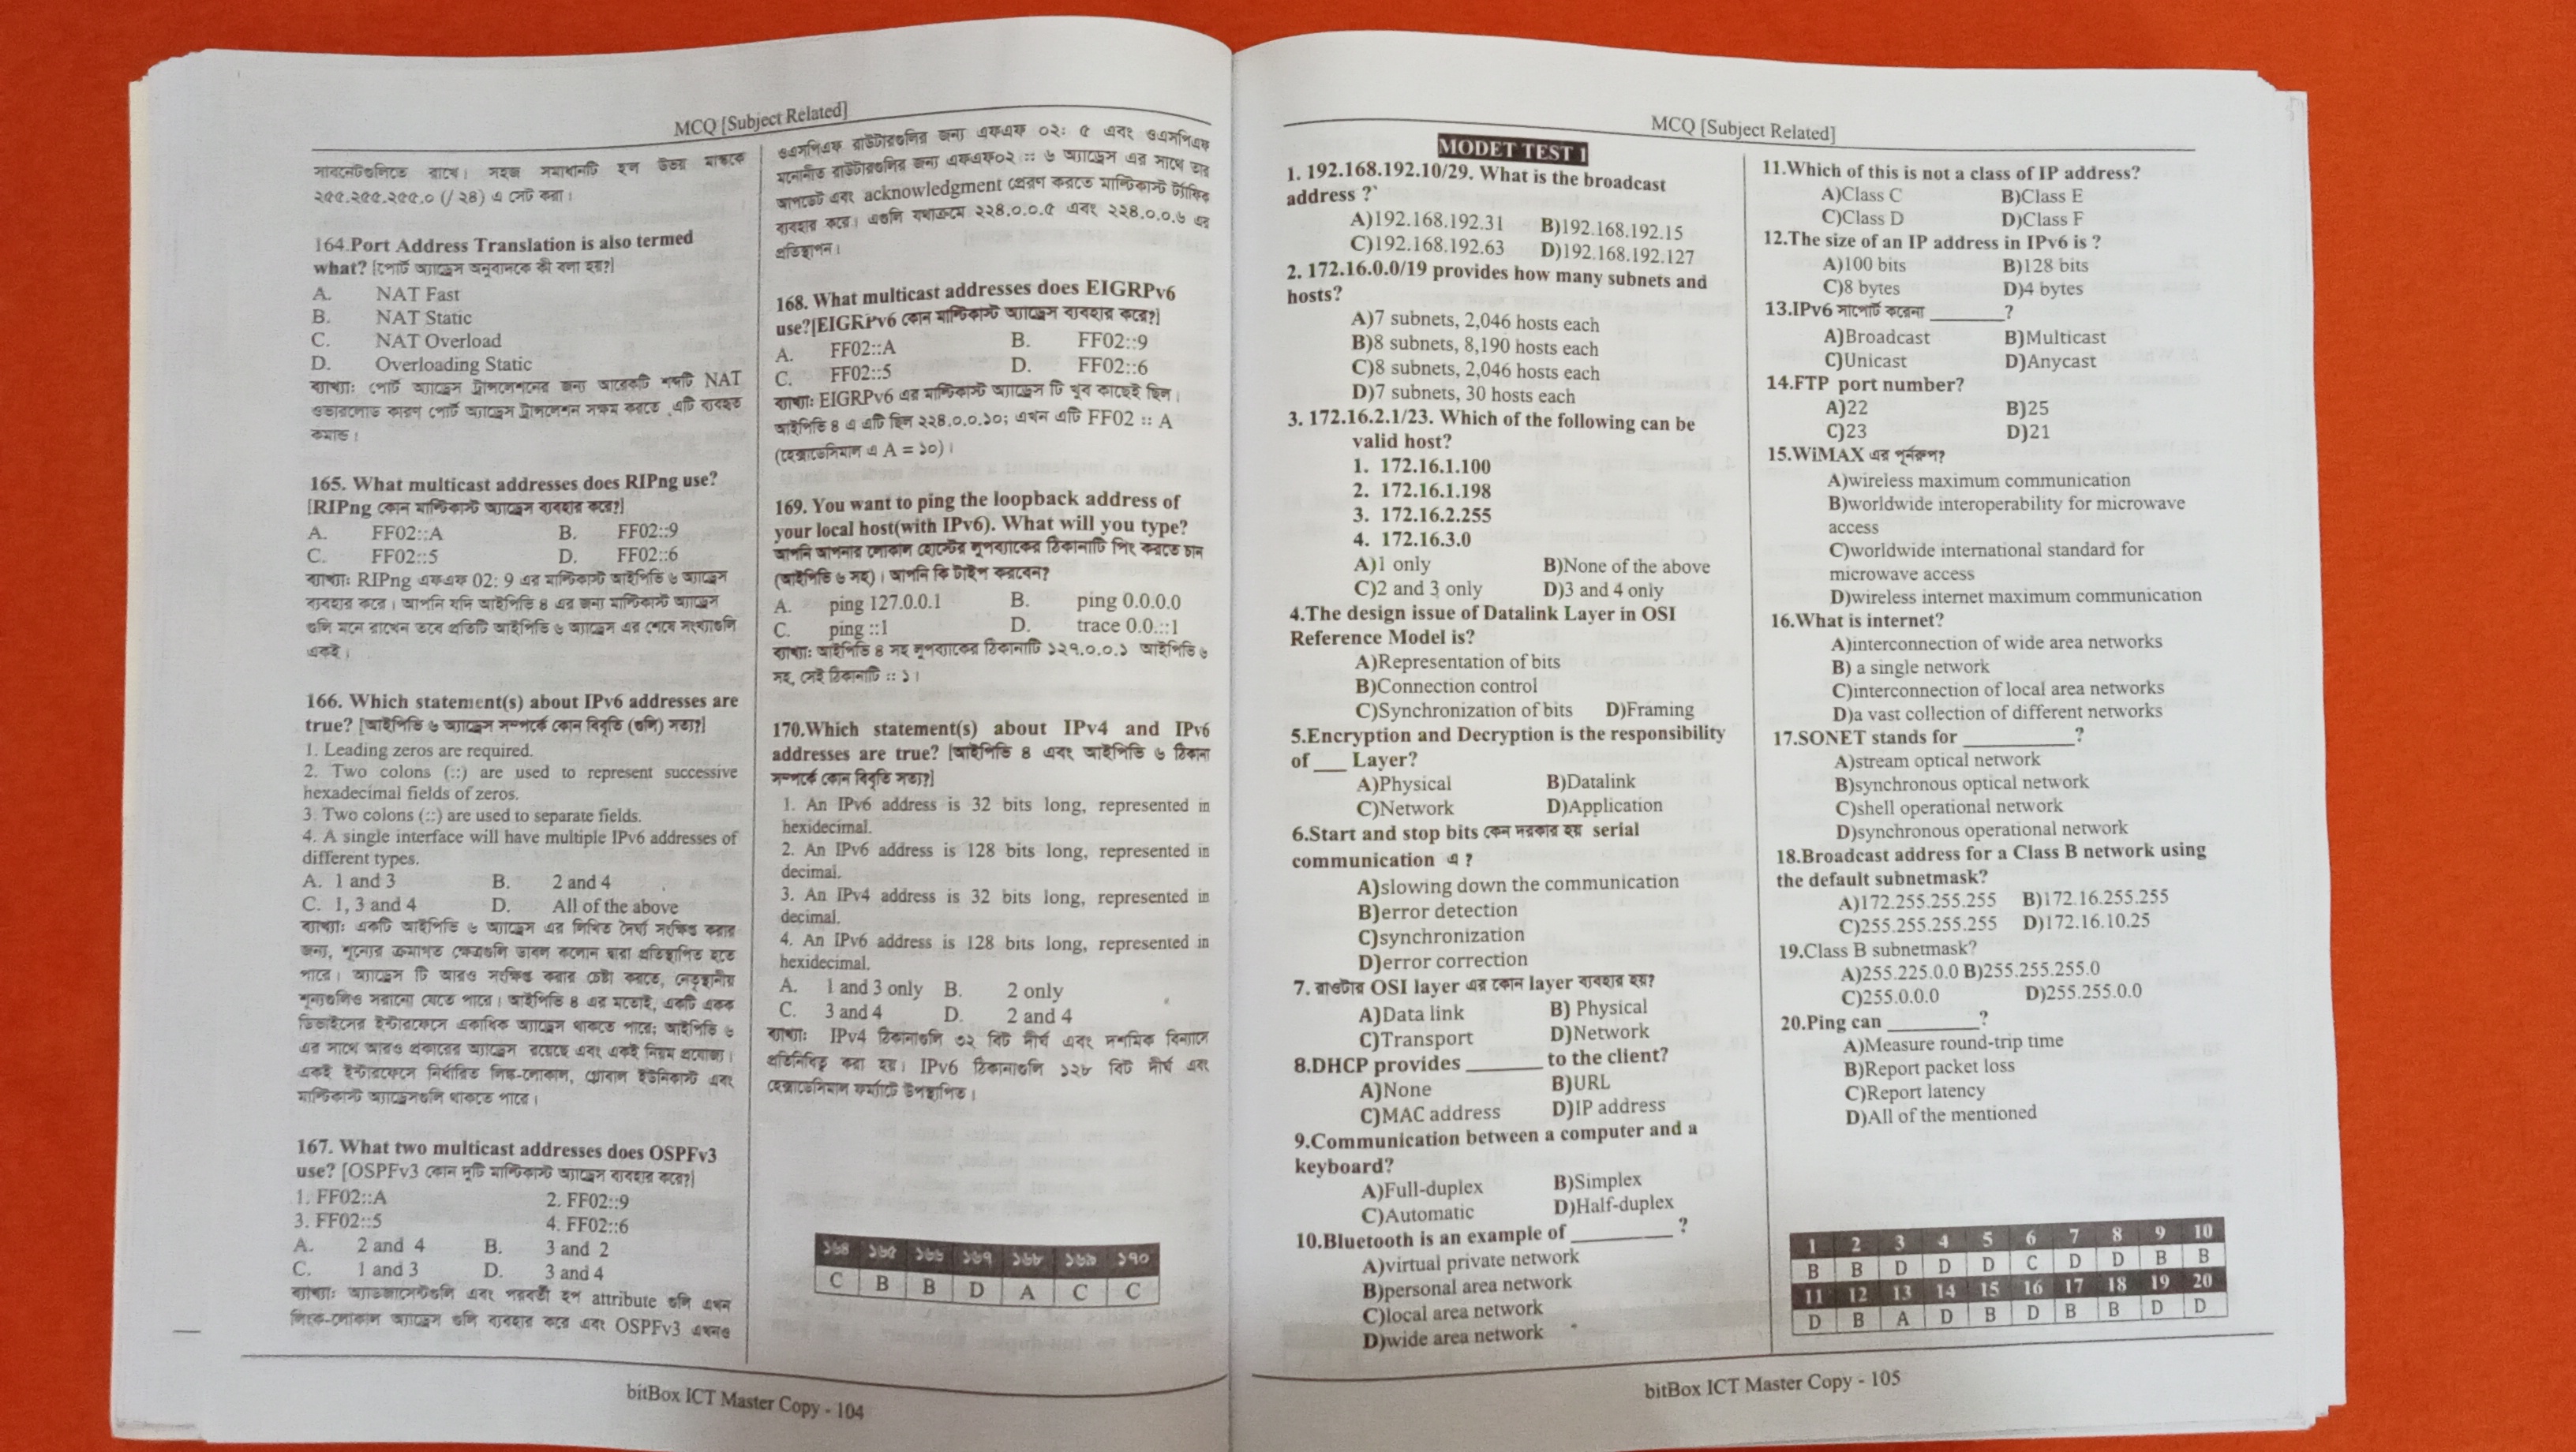 MCQ [Subject Related]
সাবনেটগুলিতে রাখে। সহজ সমাধানটি হল উভয় মাস্ককে
২৫৫.২৫৫.২৫৫.০ (/ ২৪) এ সেট করা।
164.Port Address Translation is also termed
what? [পোর্ট অ্যাড্রেস অনুবাদকে কী বলা হয়?]
A. NAT Fast
B. NAT Static
C. NAT Overload
D. Overloading Static
ব্যাখ্যা: পোর্ট অ্যাড্রেস ট্রান্সলেশনের জন্য আরেকটি শব্দটি NAT
ওভারলোড কারণ পোর্ট অ্যাড্রেস ট্রান্সলেশন সক্ষম করতে এটি ব্যবহৃত
কমান্ড।
165. What multicast addresses does RIPng use?
[RIPng কোন মাল্টিকাস্ট অ্যাড্রেস ব্যবহার করে?]
A. FF02::A B. FF02::9
C. FF02::5 D. FF02::6
ব্যাখ্যা: RIPng এফএফ 02: 9 এর মাল্টিকাস্ট আইপিভি ৬ অ্যাড্রেস
ব্যবহার করে। আপনি যদি আইপিভি ৪ এর জন্য মাল্টিকাস্ট অ্যাড্রেস
গুলি মনে রাখেন তবে প্রতিটি আইপিভি ৬ অ্যাড্রেস এর শেষে সংখ্যাগুলি
একই।
166. Which statement(s) about IPv6 addresses are
true? [আইপিভি ৬ অ্যাড্রেস সম্পর্কে কোন বিবৃতি (গুলি) সত্য?]
1. Leading zeros are required.
2. Two colons (::) are used to represent successive
hexadecimal fields of zeros.
3. Two colons (::) are used to separate fields.
4. A single interface will have multiple IPv6 addresses of
different types.
A. 1 and 3 B. 2 and 4
C. 1, 3 and 4 D. All of the above
ব্যাখ্যা: একটি আইপিভি ৬ অ্যাড্রেস এর লিখিত দৈর্ঘ্য সংক্ষিপ্ত করার
জন্য, শূন্যের ক্রমাগত ক্ষেত্রগুলি ডাবল কলোন দ্বারা প্রতিস্থাপিত হতে
পারে। অ্যাড্রেস টি আরও সংক্ষিপ্ত করার চেষ্টা করতে, নেতৃস্থানীয়
শূন্যগুলিও সরানো যেতে পারে। আইপিভি ৪ এর মতোই, একটি একক
ডিভাইসের ইন্টারফেসে একাধিক অ্যাড্রেস থাকতে পারে; আইপিভি ৬
এর সাথে আরও প্রকারের অ্যাড্রেস রয়েছে এবং একই নিয়ম প্রযোজ্য।
একই ইন্টারফেসে নির্ধারিত লিঙ্ক-লোকাল, গ্লোবাল ইউনিকাস্ট এবং
মাল্টিকাস্ট অ্যাড্রেসগুলি থাকতে পারে।
167. What two multicast addresses does OSPFv3
use? [OSPFv3 কোন দুটি মাল্টিকাস্ট অ্যাড্রেস ব্যবহার করে?]
1. FF02::A 2. FF02::9
3. FF02::5 4. FF02::6
A. 2 and 4 B. 3 and 2
C. 1 and 3 D. 3 and 4
ব্যাখ্যা: অ্যাডজাসেন্টগুলি এবং পরবর্তী হপ attribute গুলি এখন
লিংক-লোকাল অ্যাড্রেস গুলি ব্যবহার করে এবং OSPFv3 এখনও
ওএসপিএফ রাউটারগুলির জন্য এফএফ ০২: ৫ এবং ওএসপিএফ
মনোনীত রাউটারগুলির জন্য এফএফ০২ :: ৬ অ্যাড্রেস এর সাথে তার
আপডেট এবং acknowledgment প্রেরণ করতে মাল্টিকাস্ট ট্র্যাফিক
ব্যবহার করে। এগুলি যথাক্রমে ২২৪.০.০.৫ এবং ২২৪.০.০.৬ এর
প্রতিস্থাপন।
168. What multicast addresses does EIGRPv6
use?[EIGRPv6 কোন মাল্টিকাস্ট অ্যাড্রেস ব্যবহার করে?]
A. FF02::A B. FF02::9
C. FF02::5 D. FF02::6
ব্যাখ্যা: EIGRPv6 এর মাল্টিকাস্ট অ্যাড্রেস টি খুব কাছেই ছিল।
আইপিভি ৪ এ এটি ছিল ২২৪.০.০.১০; এখন এটি FF02 :: A
(হেক্সাডেসিমাল এ A = ১০)।
169. You want to ping the loopback address of
your local host(with IPv6). What will you type?
আপনি আপনার লোকাল হোস্টের লুপব্যাকের ঠিকানাটি পিং করতে চান
(আইপিভি ৬ সহ)। আপনি কি টাইপ করবেন?
A. ping 127.0.0.1 B. ping 0.0.0.0
C. ping ::1 D. trace 0.0.::1
ব্যাখ্যা: আইপিভি ৪ সহ লুপব্যাকের ঠিকানাটি ১২৭.০.০.১ আইপিভি ৬
সহ, সেই ঠিকানাটি :: ১।
170.Which statement(s) about IPv4 and IPv6
addresses are true? [আইপিভি ৪ এবং আইপিভি ৬ ঠিকানা
সম্পর্কে কোন বিবৃতি সত্য?]
1. An IPv6 address is 32 bits long, represented in
hexidecimal.
2. An IPv6 address is 128 bits long, represented in
decimal.
3. An IPv4 address is 32 bits long, represented in
decimal.
4. An IPv6 address is 128 bits long, represented in
hexidecimal.
A. 1 and 3 only B. 2 only
C. 3 and 4 D. 2 and 4
ব্যাখ্যা: IPv4 ঠিকানাগুলি ৩২ বিট দীর্ঘ এবং দশমিক বিন্যাসে
প্রতিনিধিত্ব করা হয়। IPv6 ঠিকানাগুলি ১২৮ বিট দীর্ঘ এবং
হেক্সাডেসিমাল ফর্ম্যাটে উপস্থাপিত।
১৬৪ ১৬৫ ১৬৬ ১৬৭ ১৬৮ ১৬৯ ১৭০
C B B D A C C
bitBox ICT Master Copy - 104
MCQ [Subject Related]
MODET TEST 1
1. 192.168.192.10/29. What is the broadcast
address ?`
A)192.168.192.31 B)192.168.192.15
C)192.168.192.63 D)192.168.192.127
2. 172.16.0.0/19 provides how many subnets and
hosts?
A)7 subnets, 2,046 hosts each
B)8 subnets, 8,190 hosts each
C)8 subnets, 2,046 hosts each
D)7 subnets, 30 hosts each
3. 172.16.2.1/23. Which of the following can be
valid host?
1. 172.16.1.100
2. 172.16.1.198
3. 172.16.2.255
4. 172.16.3.0
A)1 only B)None of the above
C)2 and 3 only D)3 and 4 only
4.The design issue of Datalink Layer in OSI
Reference Model is?
A)Representation of bits
B)Connection control
C)Synchronization of bits D)Framing
5.Encryption and Decryption is the responsibility
of ___ Layer?
A)Physical B)Datalink
C)Network D)Application
6.Start and stop bits কেন দরকার হয় serial
communication এ ?
A)slowing down the communication
B)error detection
C)synchronization
D)error correction
7. রাওটার OSI layer এর কোন layer ব্যবহার হয়?
A)Data link B) Physical
C)Transport D)Network
8.DHCP provides _______ to the client?
A)None B)URL
C)MAC address D)IP address
9.Communication between a computer and a
keyboard?
A)Full-duplex B)Simplex
C)Automatic D)Half-duplex
10.Bluetooth is an example of _________ ?
A)virtual private network
B)personal area network
C)local area network
D)wide area network
11.Which of this is not a class of IP address?
A)Class C B)Class E
C)Class D D)Class F
12.The size of an IP address in IPv6 is ?
A)100 bits B)128 bits
C)8 bytes D)4 bytes
13.IPv6 সাপোর্ট করেনা _______?
A)Broadcast B)Multicast
C)Unicast D)Anycast
14.FTP port number?
A)22 B)25
C)23 D)21
15.WiMAX এর পূর্নরুপ?
A)wireless maximum communication
B)worldwide interoperability for microwave
access
C)worldwide international standard for
microwave access
D)wireless internet maximum communication
16.What is internet?
A)interconnection of wide area networks
B) a single network
C)interconnection of local area networks
D)a vast collection of different networks
17.SONET stands for __________?
A)stream optical network
B)synchronous optical network
C)shell operational network
D)synchronous operational network
18.Broadcast address for a Class B network using
the default subnetmask?
A)172.255.255.255 B)172.16.255.255
C)255.255.255.255 D)172.16.10.25
19.Class B subnetmask?
A)255.225.0.0 B)255.255.255.0
C)255.0.0.0 D)255.255.0.0
20.Ping can ________?
A)Measure round-trip time
B)Report packet loss
C)Report latency
D)All of the mentioned
1 2 3 4 5 6 7 8 9 10
B B D D D C D D B B
11 12 13 14 15 16 17 18 19 20
D B A D B D B B D D
bitBox ICT Master Copy - 105